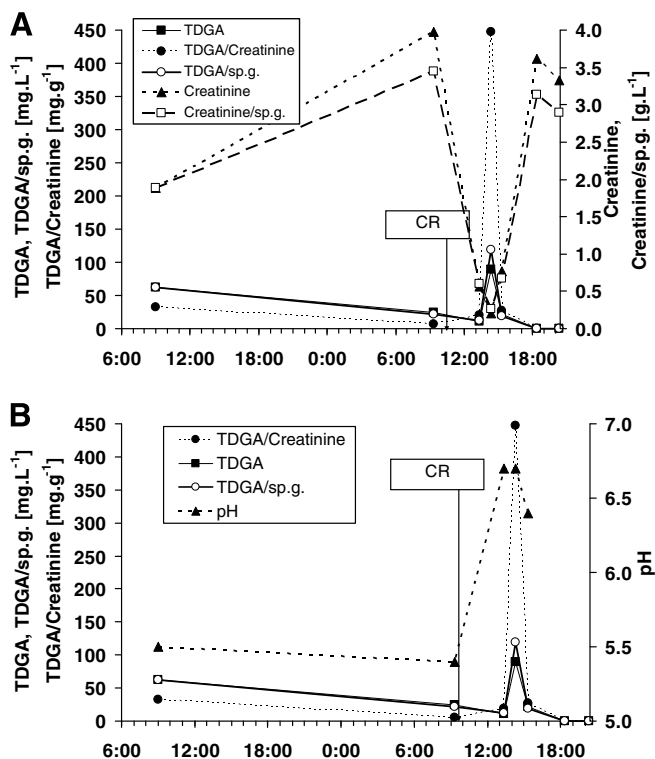 A
TDGA, TDGA/sp.g. [mg.L⁻¹]
TDGA/Creatinine [mg.g⁻¹]
450
400
350
300
250
200
150
100
50
0
TDGA
TDGA/Creatinine
TDGA/sp.g.
Creatinine
Creatinine/sp.g.
CR
4.0
3.5
3.0
2.5
2.0
1.5
1.0
0.5
0.0
Creatinine,
Creatinine/sp.g. [g.L⁻¹]
6:00 12:00 18:00 0:00 6:00 12:00 18:00
B
TDGA, TDGA/sp.g. [mg.L⁻¹]
TDGA/Creatinine [mg.g⁻¹]
450
400
350
300
250
200
150
100
50
0
TDGA/Creatinine
TDGA
TDGA/sp.g.
pH
CR
7.0
6.5
6.0
5.5
5.0
pH
6:00 12:00 18:00 0:00 6:00 12:00 18:00